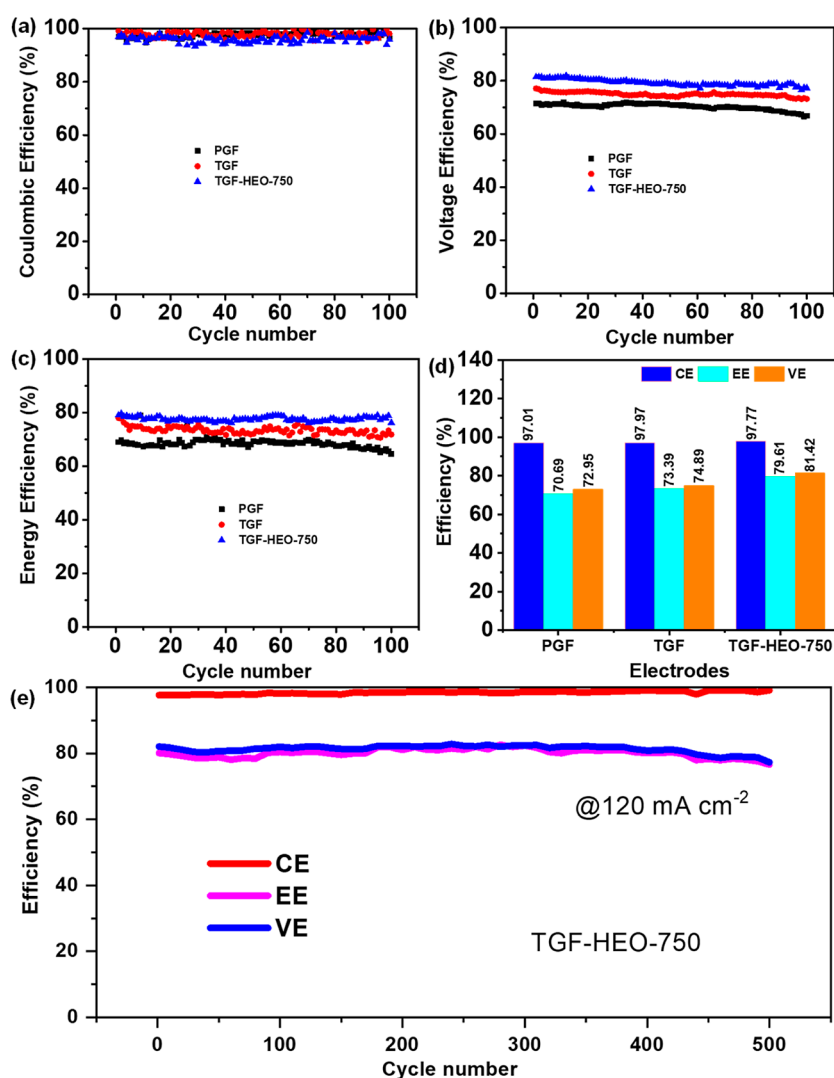 (a)
100
80
60
40
20
0
Coulombic Efficiency (%)
PGF
TGF
TGF-HEO-750
0 20 40 60 80 100
Cycle number
(b)
100
80
60
40
20
0
Voltage Efficiency (%)
PGF
TGF
TGF-HEO-750
0 20 40 60 80 100
Cycle number
(c)
100
80
60
40
20
0
Energy Efficiency (%)
PGF
TGF
TGF-HEO-750
0 20 40 60 80 100
Cycle number
(d)
CE EE VE
140
120
100
80
60
40
20
0
Efficiency (%)
97.01
70.69
72.95
97.97
73.39
74.89
97.77
79.61
81.42
PGF TGF TGF-HEO-750
Electrodes
(e)
100
80
60
40
20
0
Efficiency (%)
@120 mA cm⁻²
CE
EE
VE
TGF-HEO-750
0 100 200 300 400 500
Cycle number